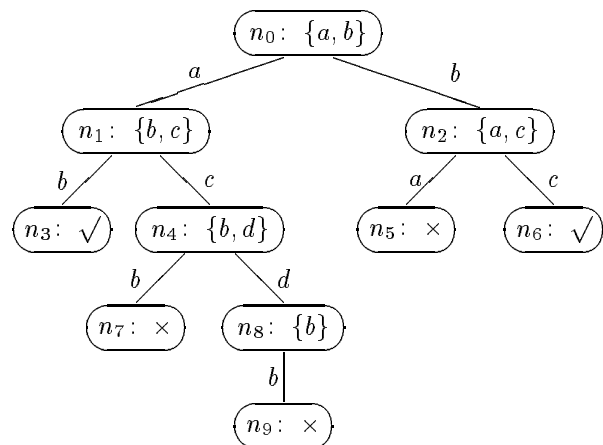 n₀: {a, b}
a b
n₁: {b, c} n₂: {a, c}
b c a c
n₃: √ n₄: {b, d} n₅: × n₆: √
b d
n₇: × n₈: {b}
b
n₉: ×